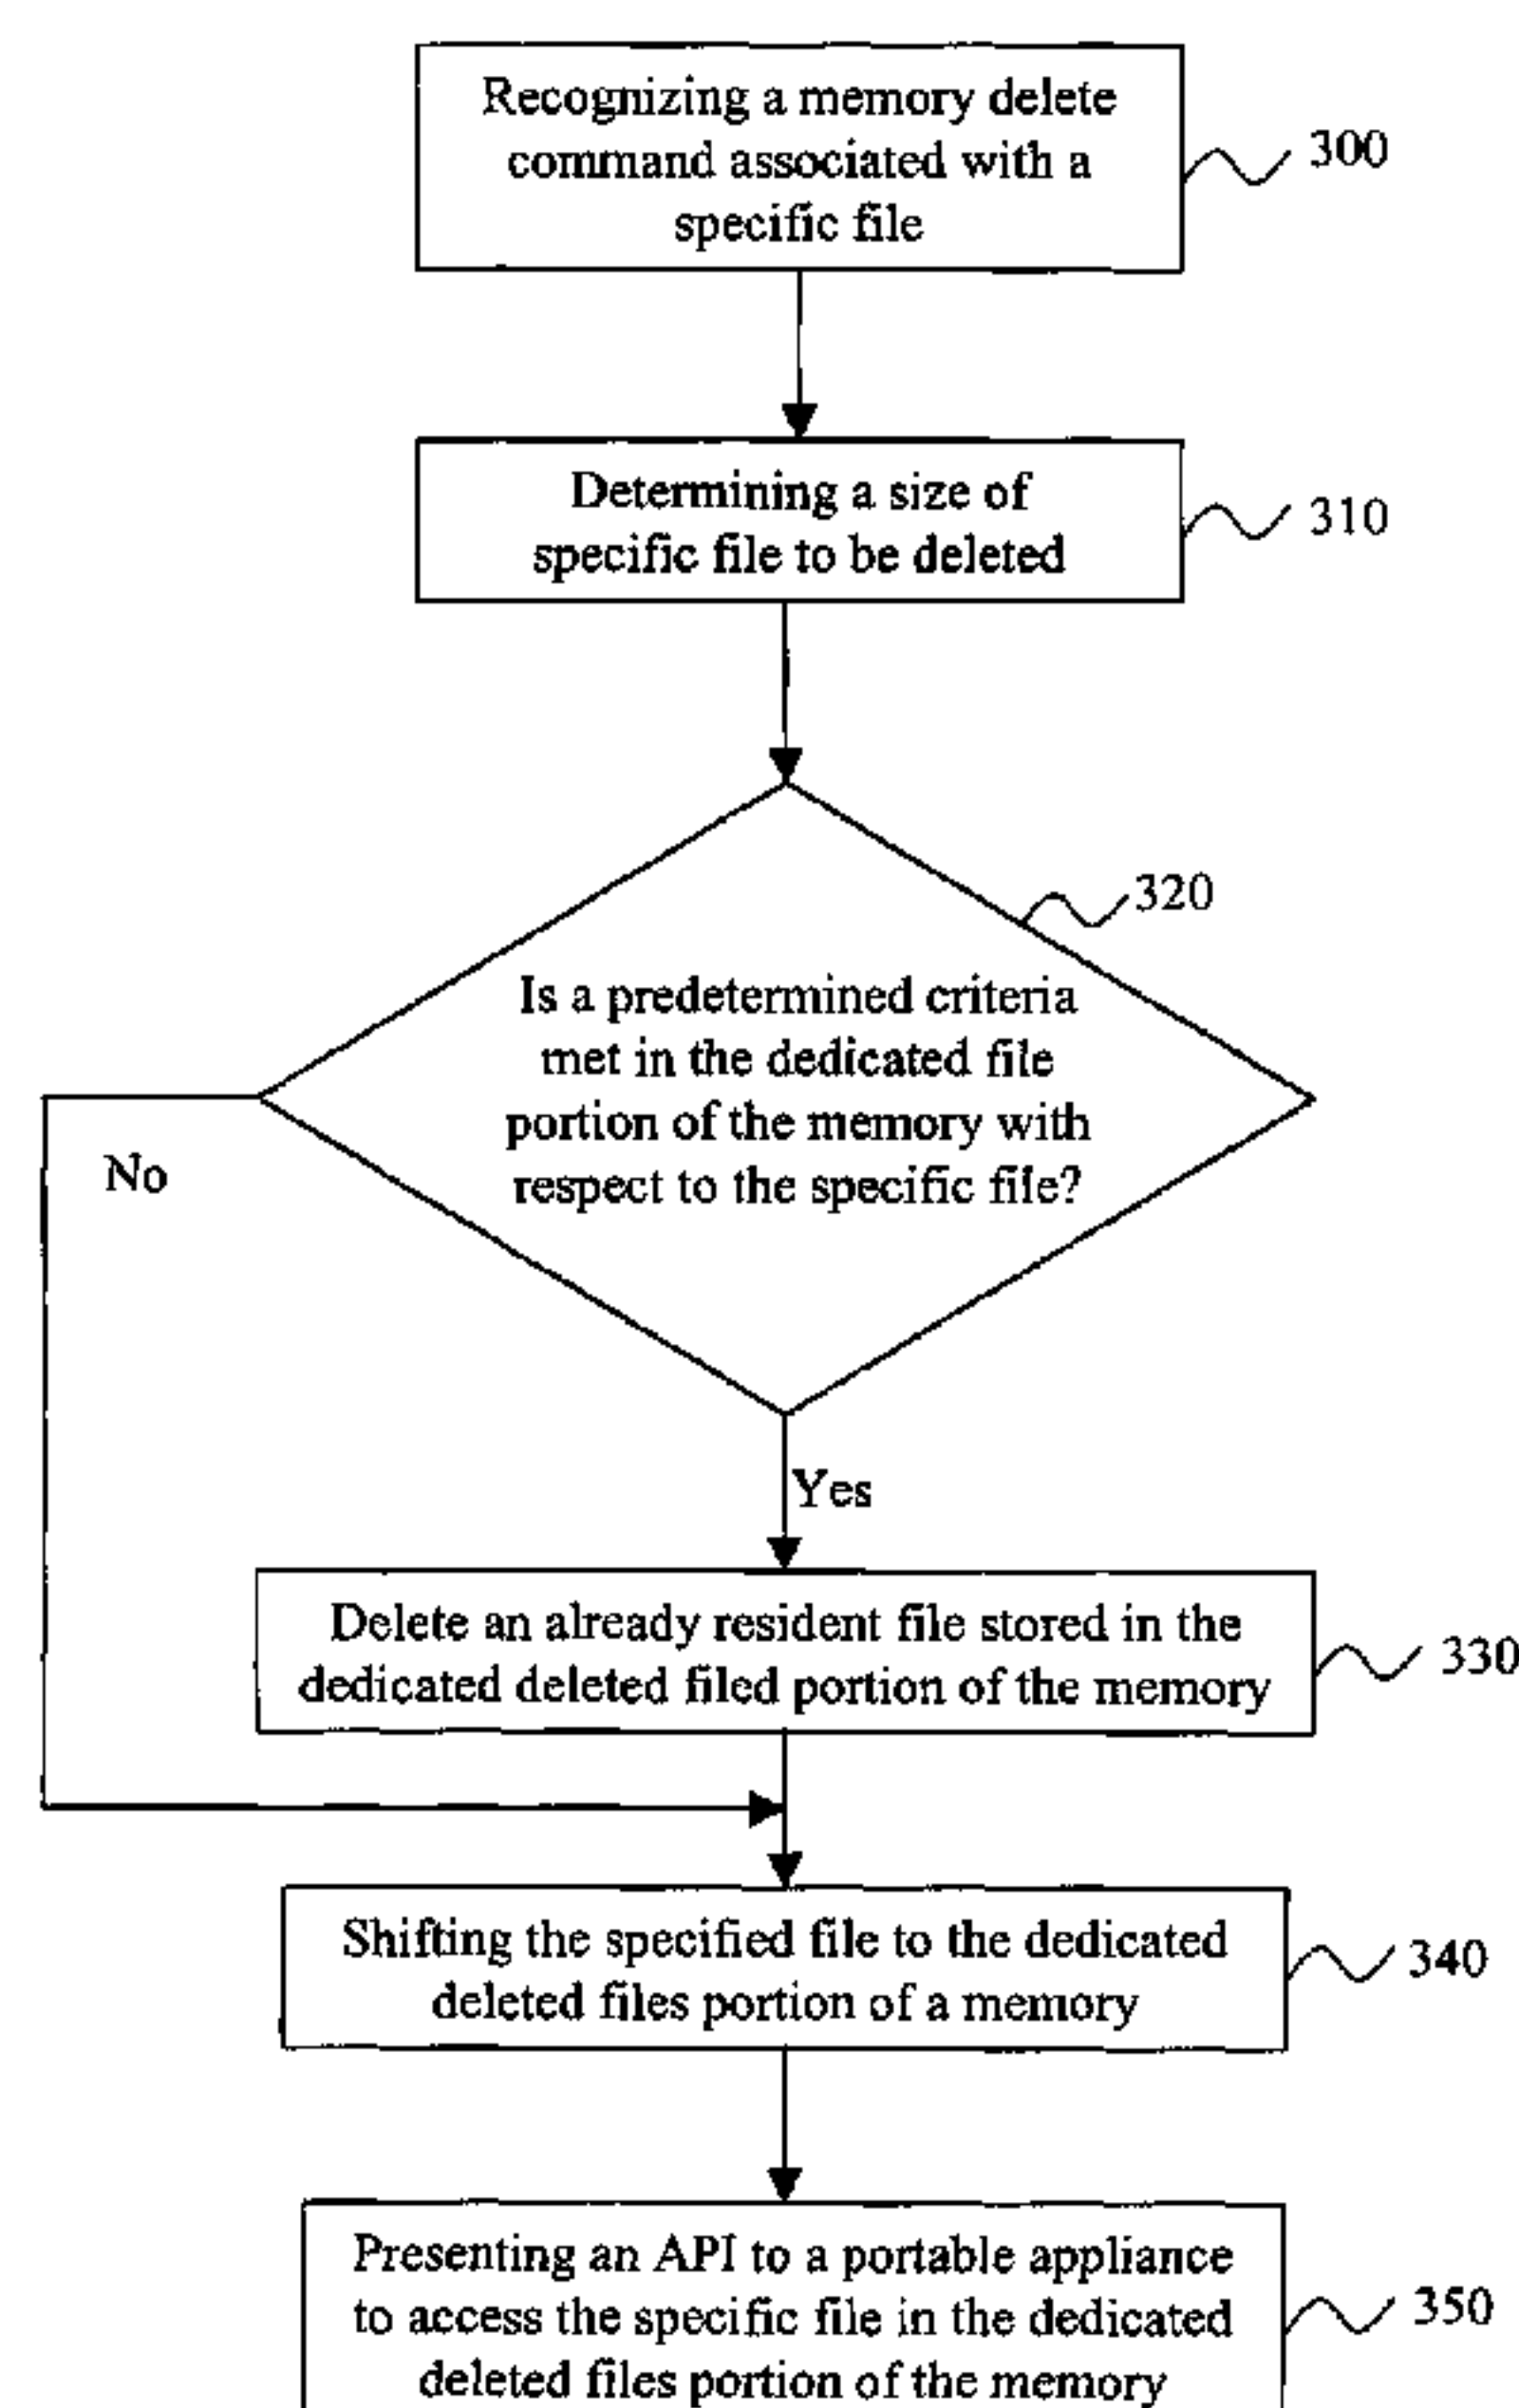 Recognizing a memory delete
command associated with a
specific file
300
Determining a size of
specific file to be deleted
310
320
Is a predetermined criteria
met in the dedicated file
portion of the memory with
respect to the specific file?
No
Yes
Delete an already resident file stored in the
dedicated deleted filed portion of the memory
330
Shifting the specified file to the dedicated
deleted files portion of a memory
340
Presenting an API to a portable appliance
to access the specific file in the dedicated
deleted files portion of the memory
350